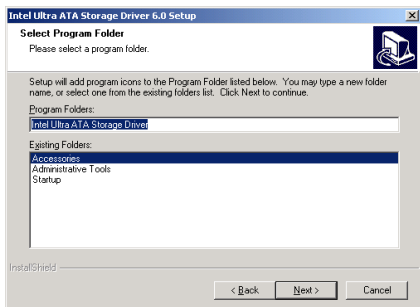 Intel Ultra ATA Storage Driver 6.0 Setup
Select Program Folder
Please select a program folder.
Setup will add program icons to the Program Folder listed below. You may type a new folder
name, or select one from the existing folders list. Click Next to continue.
Program Folders:
Intel Ultra ATA Storage Driver
Existing Folders:
Accessories
Administrative Tools
Startup
InstallShield
< Back
Next >
Cancel